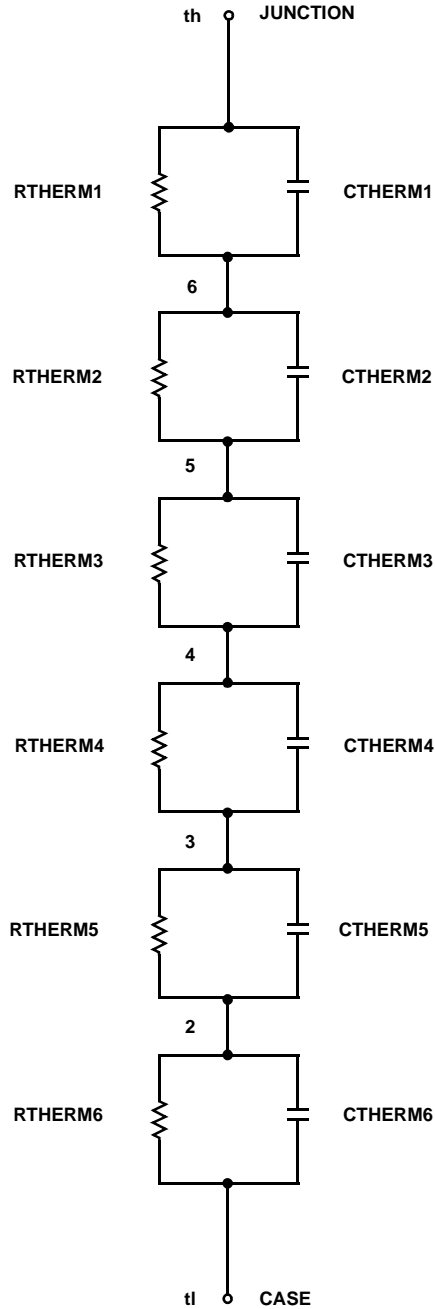 th JUNCTION
RTHERM1 CTHERM1
6
RTHERM2 CTHERM2
5
RTHERM3 CTHERM3
4
RTHERM4 CTHERM4
3
RTHERM5 CTHERM5
2
RTHERM6 CTHERM6
tl CASE